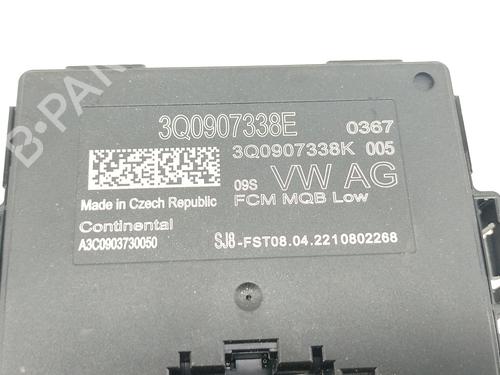 B-PARTS
3Q0907338E 0367
3Q0907338K 005
09S VW AG
Made in Czech Republic FCM MQB Low
Continental
A3C0903730050 SJ8-FST08.04.2210802268